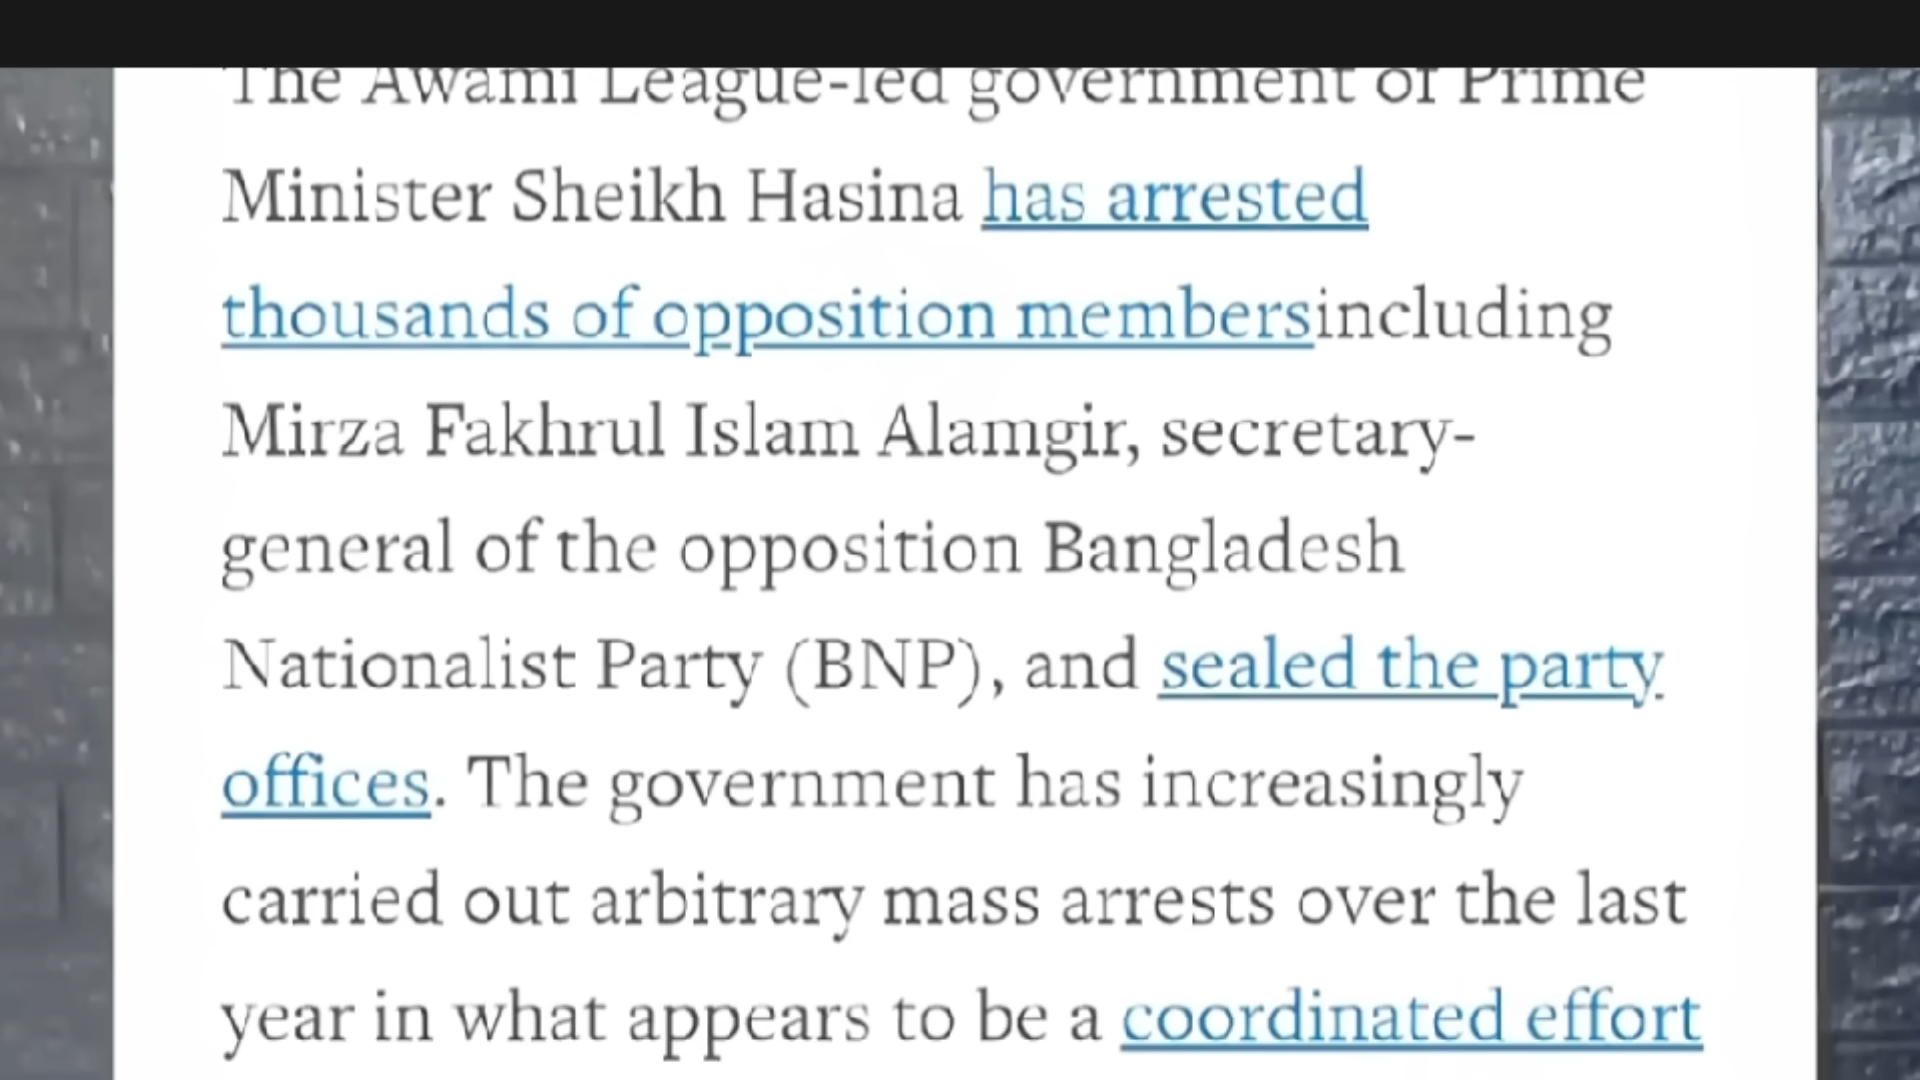 The Awami League-led government of Prime
Minister Sheikh Hasina has arrested
thousands of opposition membersincluding
Mirza Fakhrul Islam Alamgir, secretary-
general of the opposition Bangladesh
Nationalist Party (BNP), and sealed the party
offices. The government has increasingly
carried out arbitrary mass arrests over the last
year in what appears to be a coordinated effort